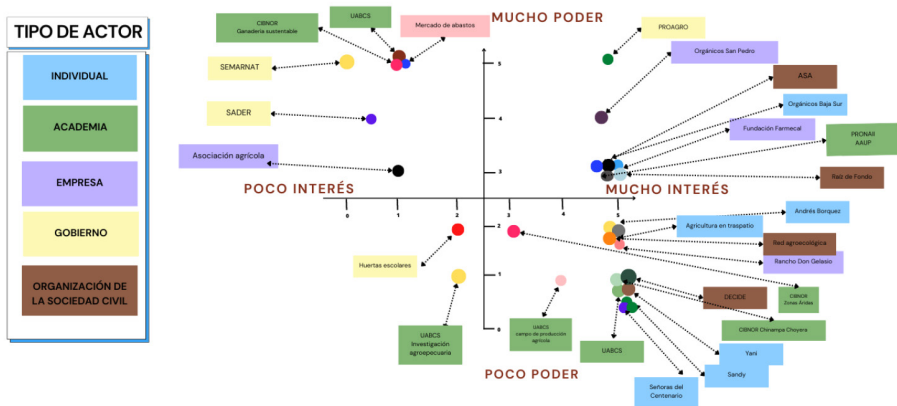 TIPO DE ACTOR
INDIVIDUAL
ACADEMIA
EMPRESA
GOBIERNO
ORGANIZACIÓN DE
LA SOCIEDAD CIVIL
MUCHO PODER
CIBNOR
Ganadería sustentable
UABCS
Mercado de abastos
PROAGRO
SEMARNAT
Orgánicos San Pedro
ASA
SADER
Orgánicos Baja Sur
Fundación Farmecal
PRONAII
AAUP
Asociación agrícola
Red de Fondo
POCO INTERÉS
MUCHO INTERÉS
5
4
3
0
1
2
3
4
5
2
1
0
Andrés Borquez
Agricultura en traspatio
Red agroecológica
Rancho Don Gelasio
Huertas escolares
CIBNOR
Zonas Áridas
DECIDE
CIBNOR Chinampa Choyera
UABCS
Investigación
agropecuaria
UABCS
campo de producción
agrícola
UABCS
Yani
Sandy
Señoras del
Centenario
POCO PODER